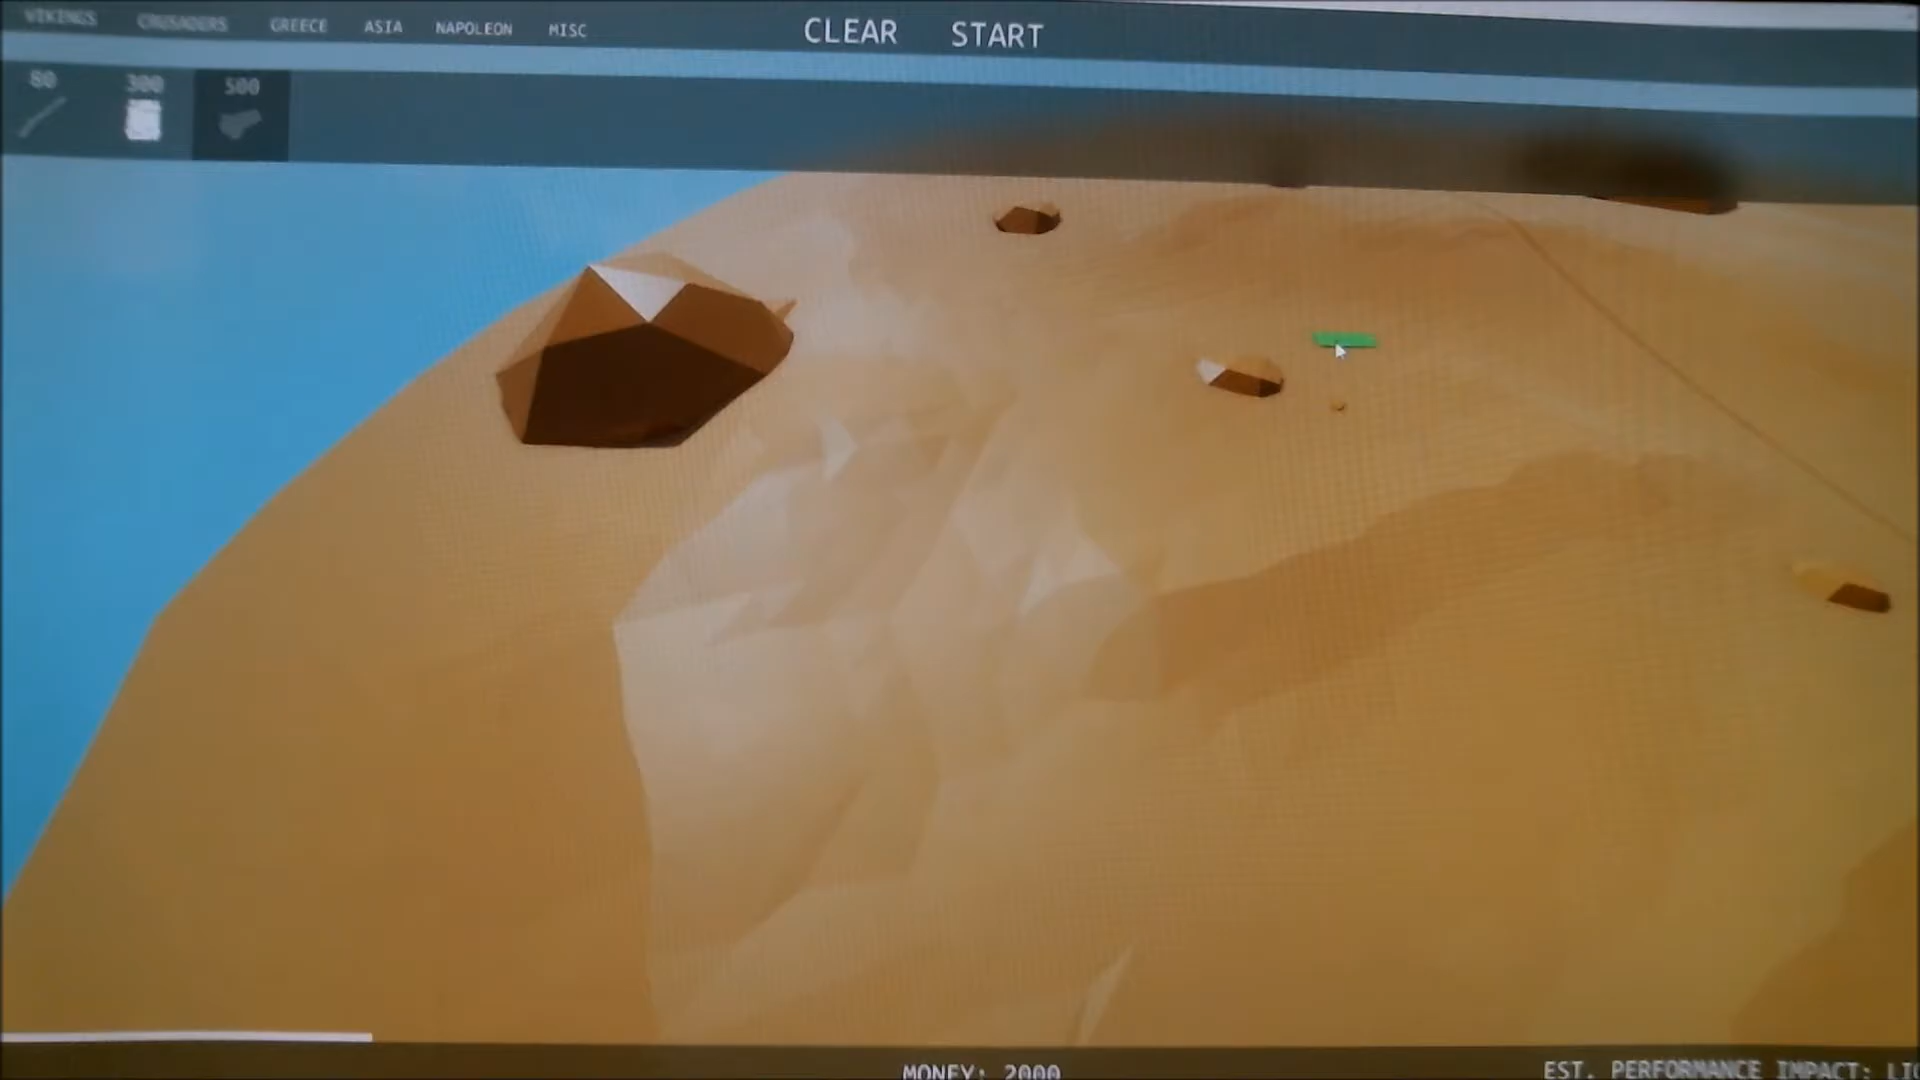 VIKINGS CRUSADERS GREECE ASIA NAPOLEON MISC CLEAR START
80 300 500
MONEY: 2000
EST. PERFORMANCE IMPACT: